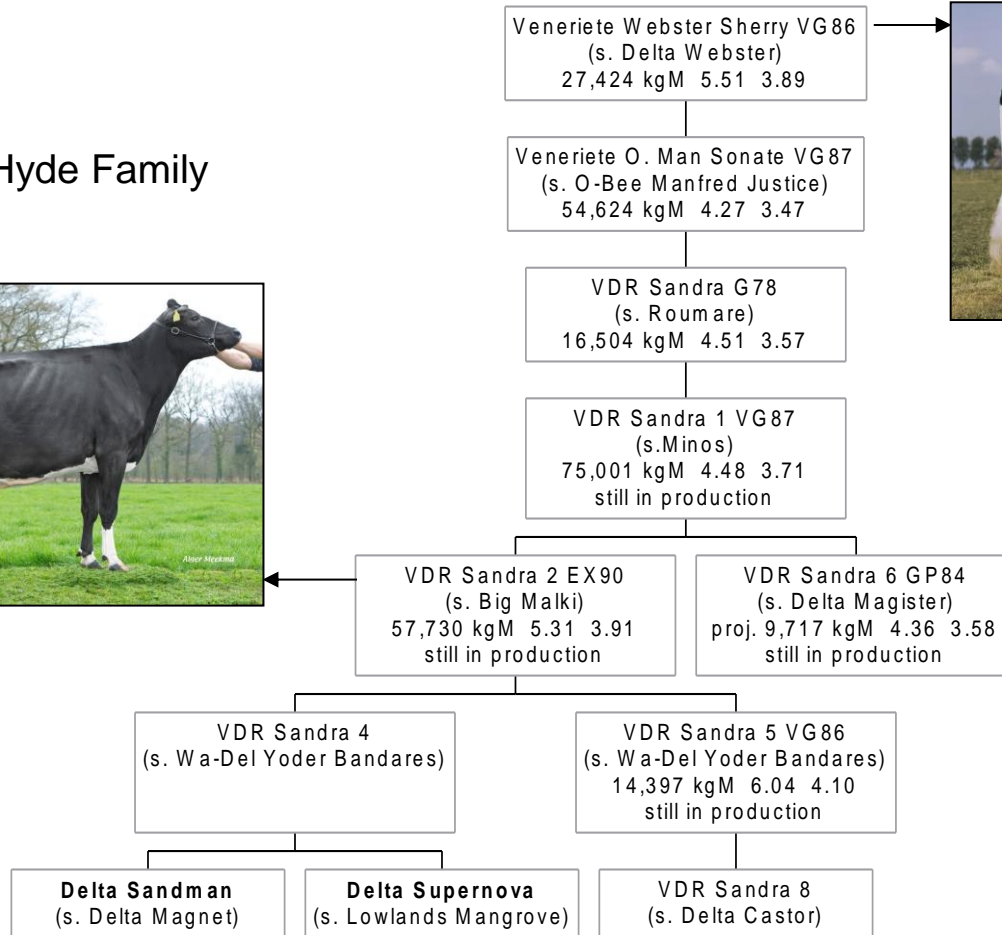 Veneriete Webster Sherry VG86
(s. Delta Webster)
27,424 kgM 5.51 3.89
Hyde Family
Veneriete O. Man Sonate VG87
(s. O-Bee Manfred Justice)
54,624 kgM 4.27 3.47
VDR Sandra G78
(s. Roumare)
16,504 kgM 4.51 3.57
VDR Sandra 1 VG87
(s.Minos)
75,001 kgM 4.48 3.71
still in production
Alger Meekma
VDR Sandra 2 EX90
(s. Big Malki)
57,730 kgM 5.31 3.91
still in production
VDR Sandra 6 GP84
(s. Delta Magister)
proj. 9,717 kgM 4.36 3.58
still in production
VDR Sandra 4
(s. Wa-Del Yoder Bandares)
VDR Sandra 5 VG86
(s. Wa-Del Yoder Bandares)
14,397 kgM 6.04 4.10
still in production
Delta Sandman
(s. Delta Magnet)
Delta Supernova
(s. Lowlands Mangrove)
VDR Sandra 8
(s. Delta Castor)